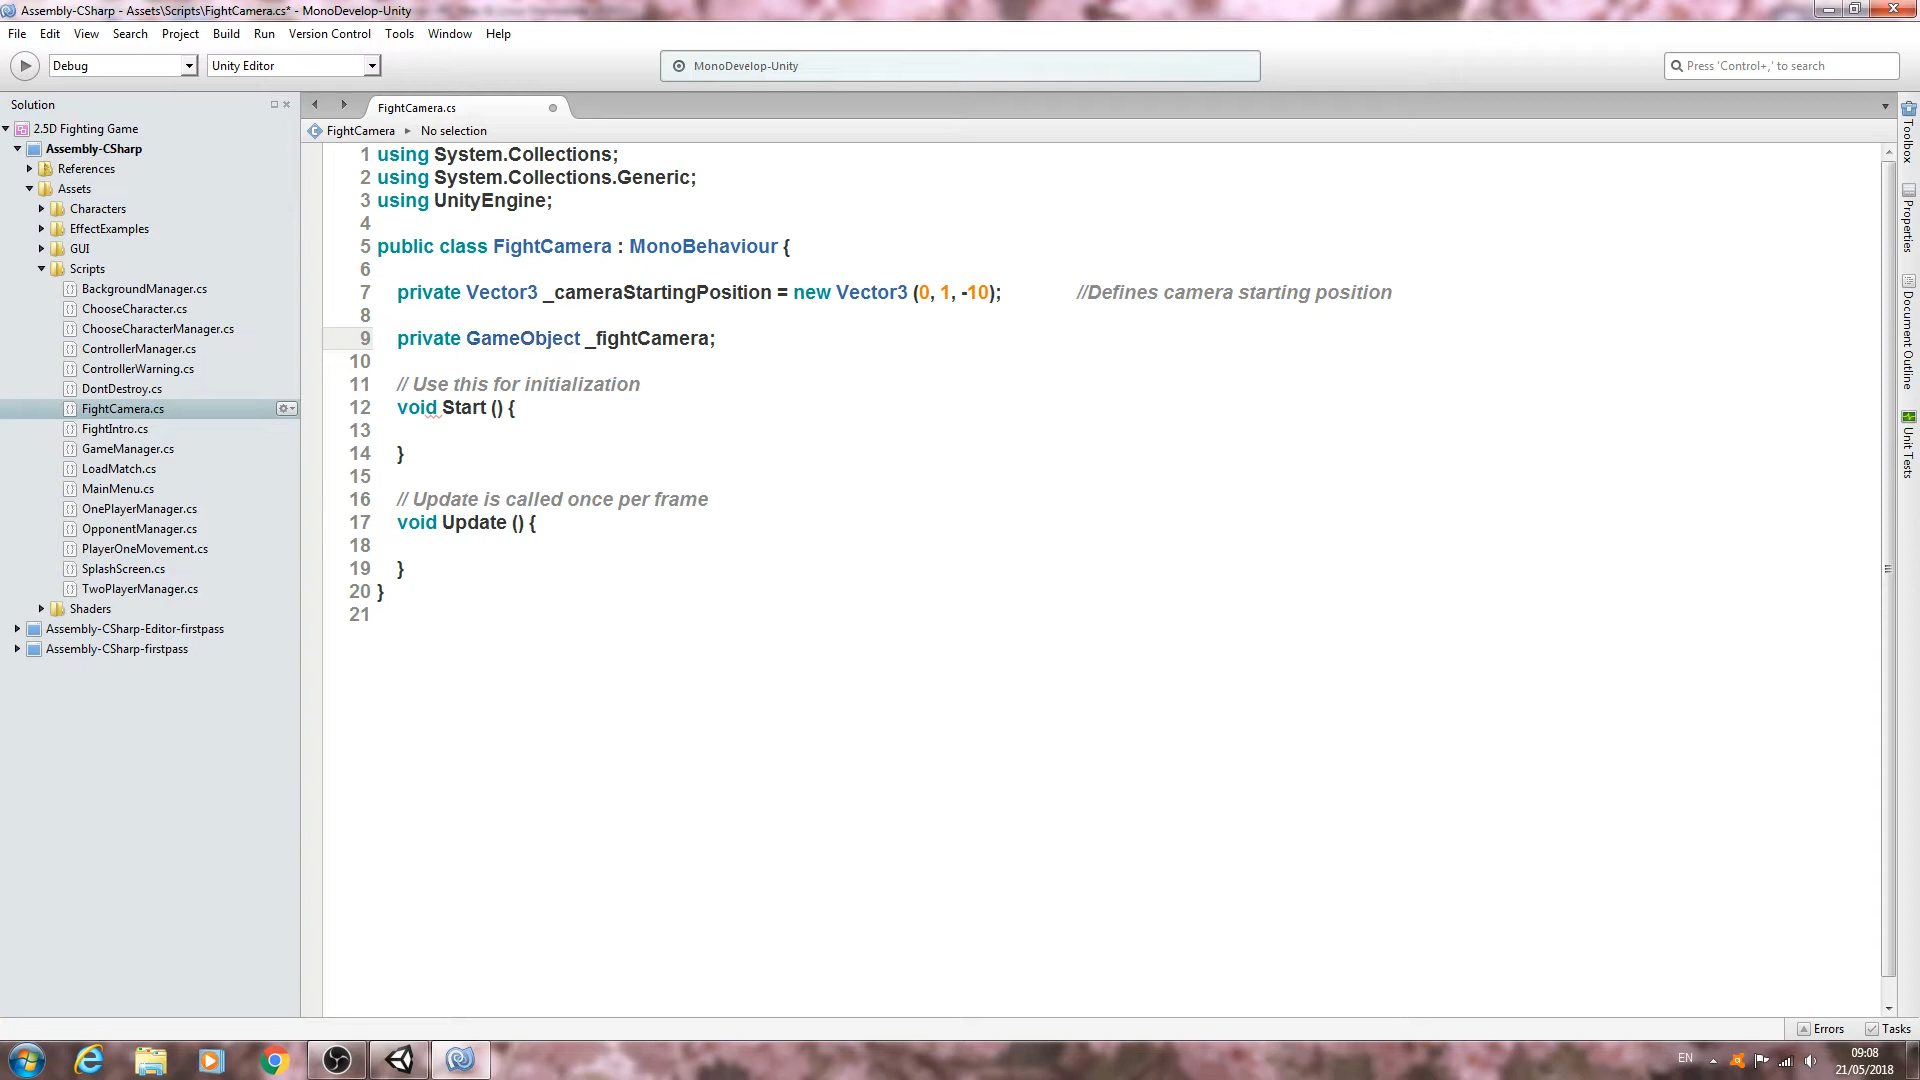 Assembly-CSharp - Assets\Scripts\FightCamera.cs* - MonoDevelop-Unity
File Edit View Search Project Build Run Version Control Tools Window Help
Debug Unity Editor MonoDevelop-Unity Press 'Control+,' to search
Solution
2.5D Fighting Game
Assembly-CSharp
References
Assets
Characters
EffectExamples
GUI
Scripts
BackgroundManager.cs
ChooseCharacter.cs
ChooseCharacterManager.cs
ControllerManager.cs
ControllerWarning.cs
DontDestroy.cs
FightCamera.cs
FightIntro.cs
GameManager.cs
LoadMatch.cs
MainMenu.cs
OnePlayerManager.cs
OpponentManager.cs
PlayerOneMovement.cs
SplashScreen.cs
TwoPlayerManager.cs
Shaders
Assembly-CSharp-Editor-firstpass
Assembly-CSharp-firstpass
FightCamera.cs
FightCamera No selection
1 using System.Collections;
2 using System.Collections.Generic;
3 using UnityEngine;
4
5 public class FightCamera : MonoBehaviour {
6
7 private Vector3 _cameraStartingPosition = new Vector3 (0, 1, -10); //Defines camera starting position
8
9 private GameObject _fightCamera;
10
11 // Use this for initialization
12 void Start () {
13
14 }
15
16 // Update is called once per frame
17 void Update () {
18
19 }
20 }
21
Toolbox
Properties
Document Outline
Unit Tests
Errors Tasks
EN
09:08
21/05/2018